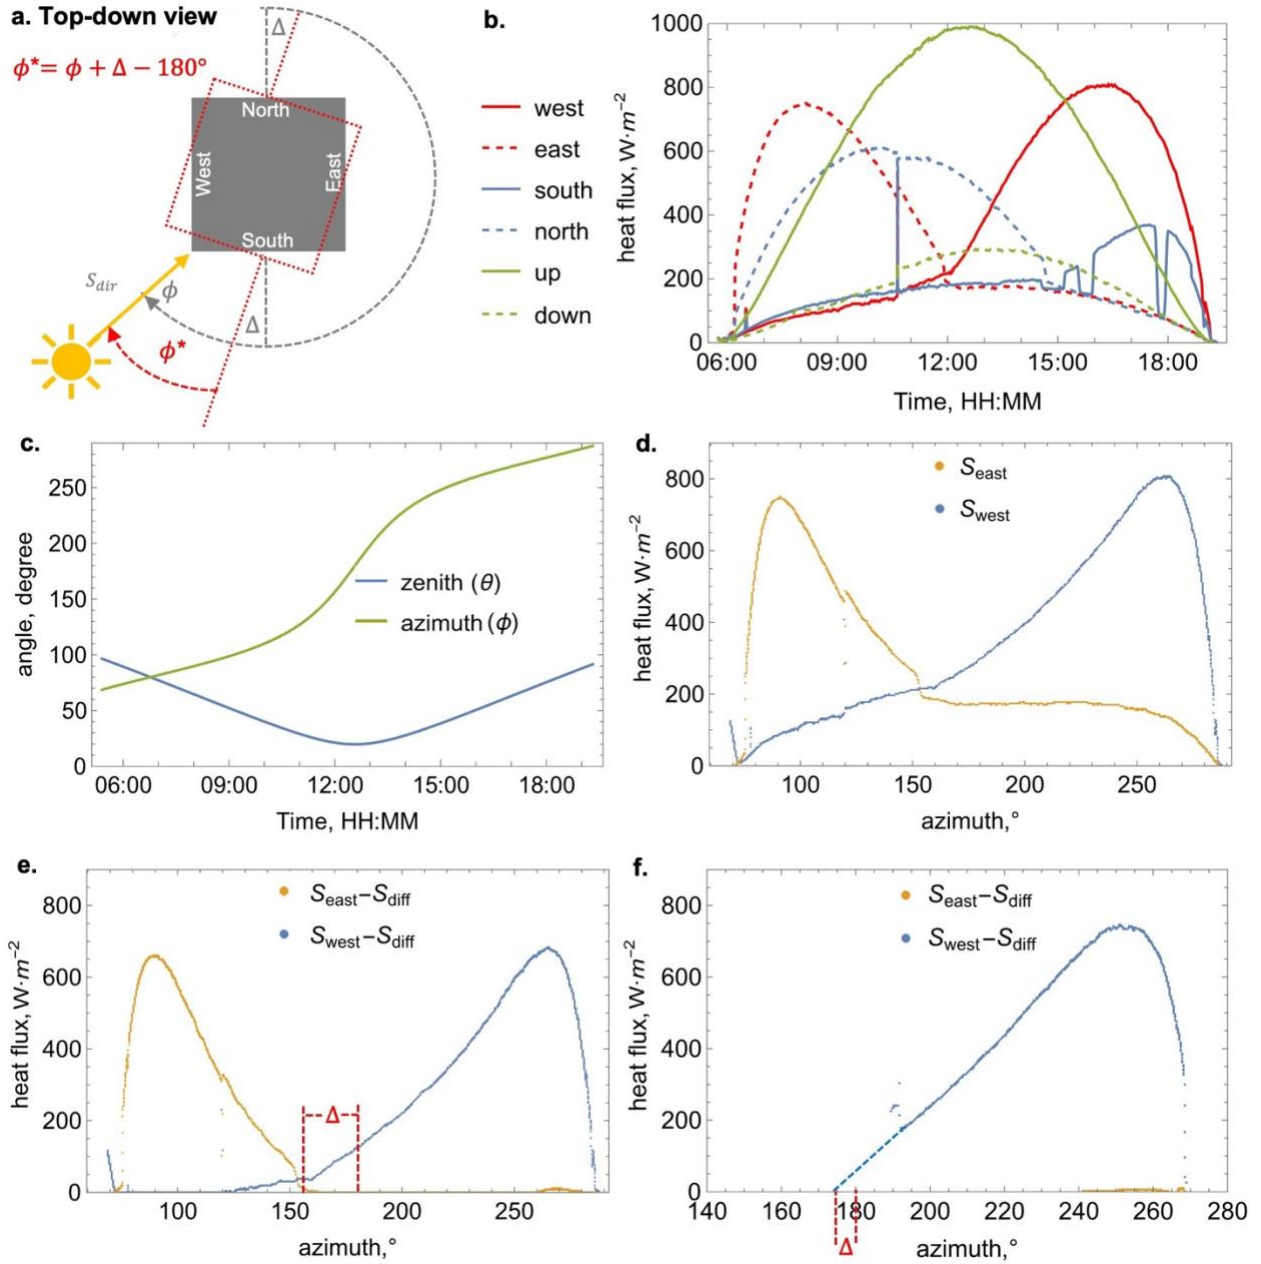 a. Top-down view
ϕ*= ϕ + Δ − 180°
Δ
North
West
East
South
S_dir
ϕ
Δ
ϕ*
b.
west
east
south
north
up
down
1000
800
600
400
200
0
heat flux, W·m⁻²
06:00 09:00 12:00 15:00 18:00
Time, HH:MM
c.
250
200
150
100
50
0
angle, degree
zenith (θ)
azimuth (ϕ)
06:00 09:00 12:00 15:00 18:00
Time, HH:MM
d.
S_east
S_west
800
600
400
200
0
heat flux, W·m⁻²
100 150 200 250
azimuth,°
e.
S_east−S_diff
S_west−S_diff
800
600
400
200
0
heat flux, W·m⁻²
Δ
100 150 200 250
azimuth,°
f.
S_east−S_diff
S_west−S_diff
800
600
400
200
0
heat flux, W·m⁻²
140 160 180 200 220 240 260 280
Δ
azimuth,°